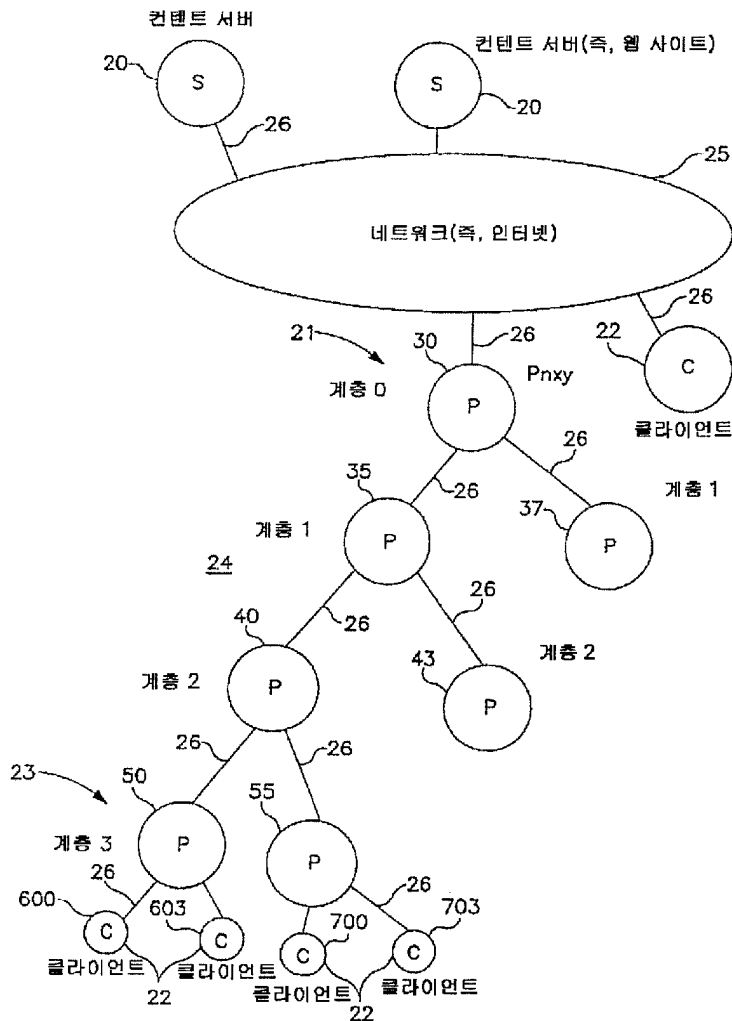 컨텐트 서버
컨텐트 서버(즉, 웹 사이트)
20
S
S
20
26
25
네트워크(즉, 인터넷)
26
21
30
26
22
Pnxy
C
계층 0
P
클라이언트
26
35
26
계층 1
37
계층 1
P
P
24
26
40
26
계층 2
43
계층 2
P
P
26
26
23
50
55
계층 3
P
P
26
26
600
603
700
703
C
C
C
C
클라이언트
클라이언트
클라이언트
클라이언트
22
22